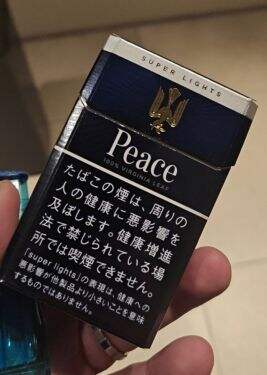 SUPER LIGHTS
Peace
100% VIRGINIA LEAF
たばこの煙は、周りの
人の健康に悪影響を
及ぼします。健康増進
法で禁じられている場
所では喫煙できません。
「super lights」の表現は、健康への
悪影響が他製品より小さいことを意味
するものではありません。